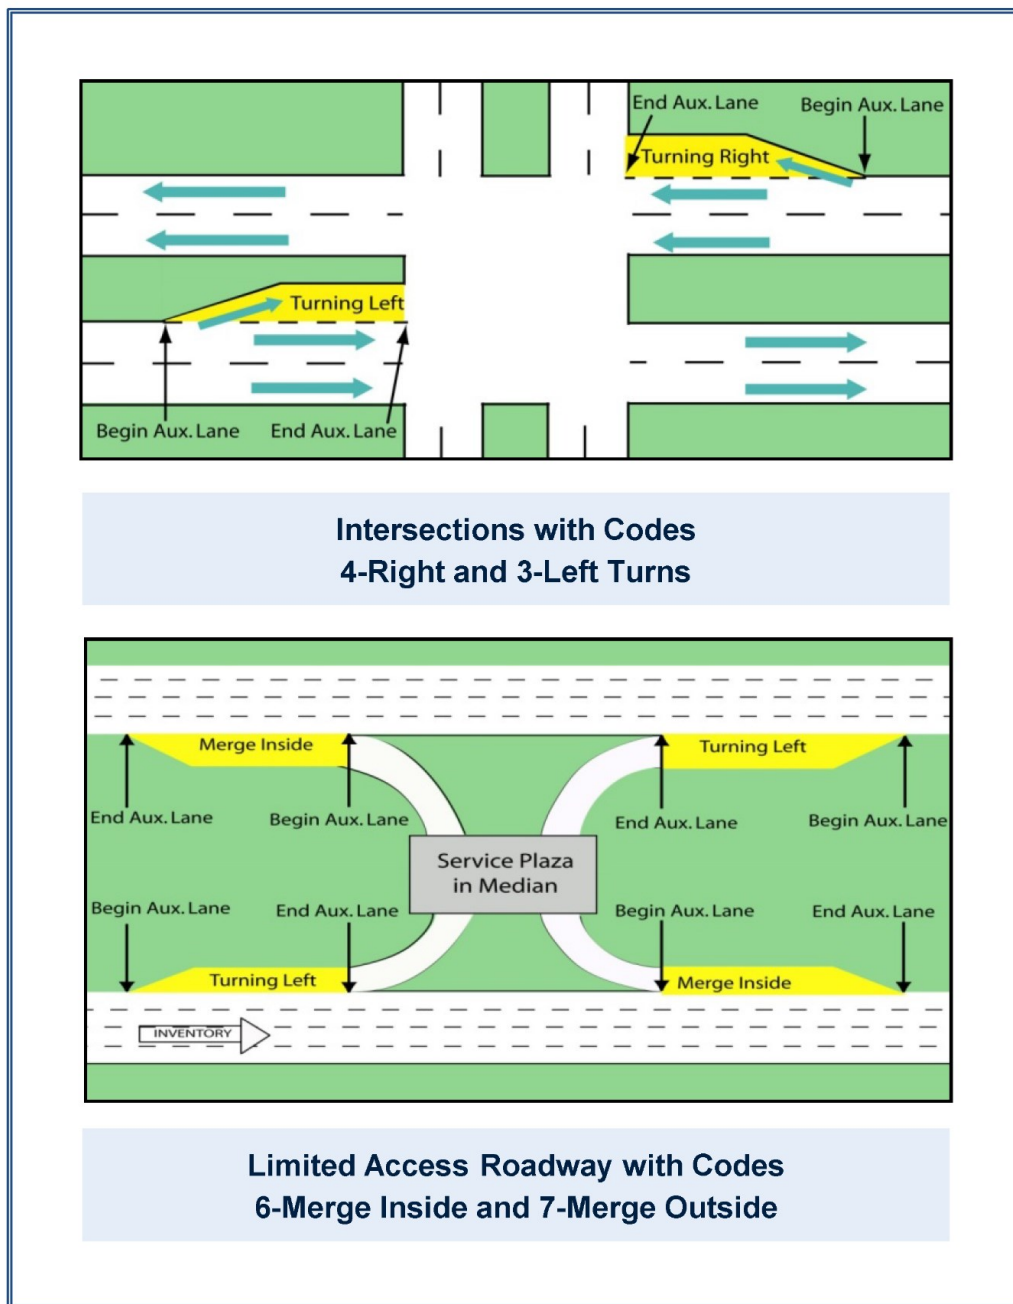 End Aux. Lane
Begin Aux. Lane
Turning Right
Turning Left
Begin Aux. Lane
End Aux. Lane
Intersections with Codes
4-Right and 3-Left Turns
Merge Inside
Turning Left
End Aux. Lane
Begin Aux. Lane
End Aux. Lane
Begin Aux. Lane
Service Plaza
in Median
Begin Aux. Lane
End Aux. Lane
Begin Aux. Lane
End Aux. Lane
Turning Left
Merge Inside
INVENTORY
Limited Access Roadway with Codes
6-Merge Inside and 7-Merge Outside